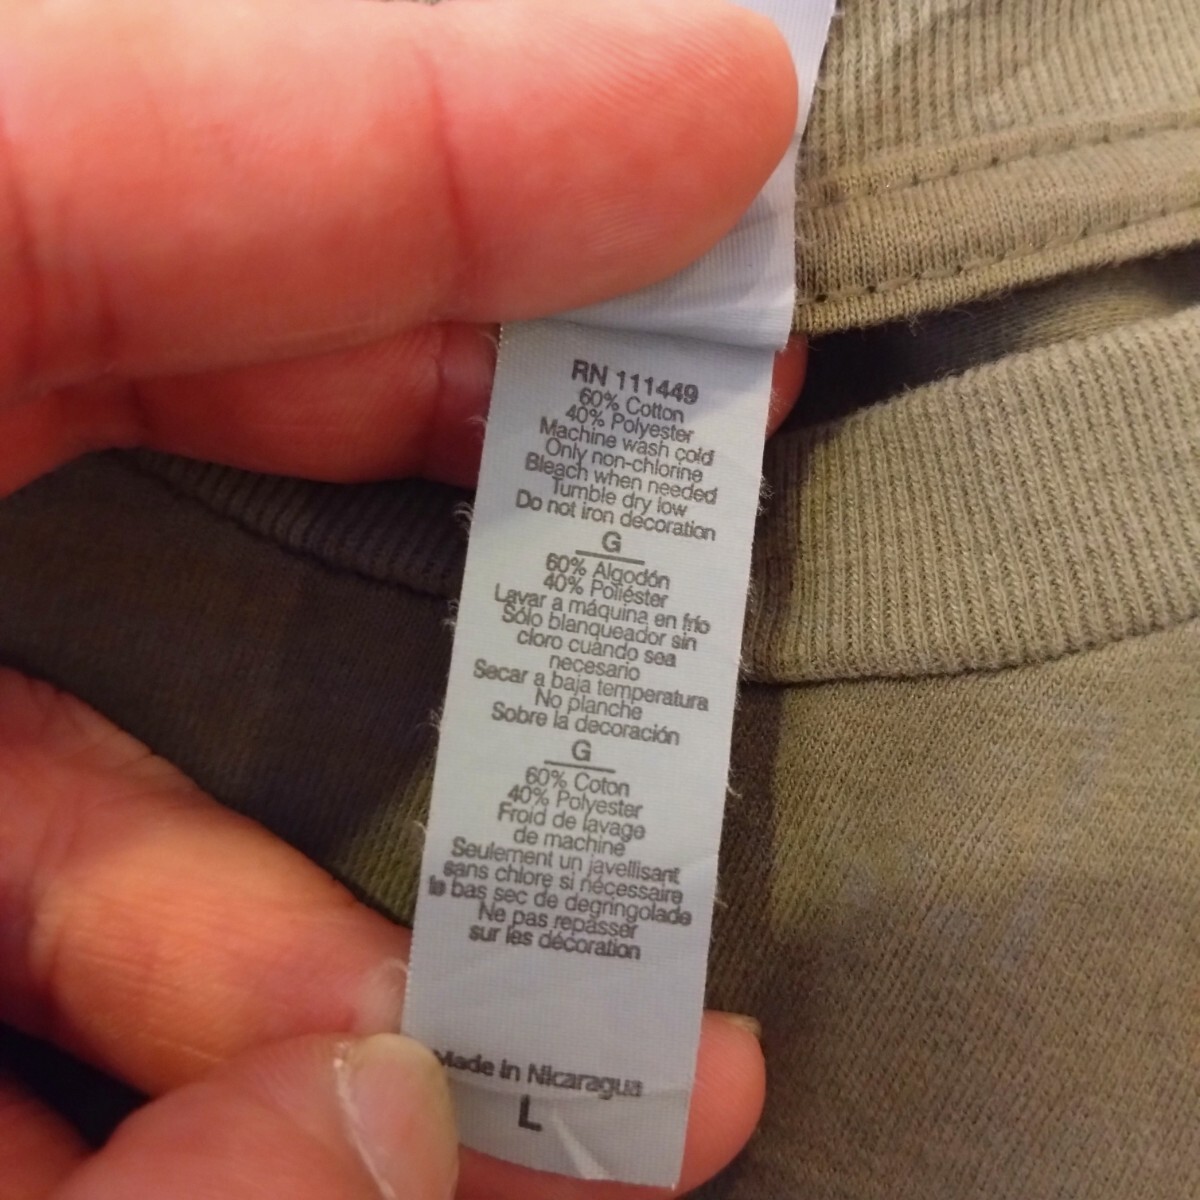 RN 111449
60% Cotton
40% Polyester
Machine wash cold
Only non-chlorine
Bleach when needed
Tumble dry low
Do not iron decoration
G
60% Algodón
40% Poliéster
Lavar a máquina en frío
Sólo blanqueador sin
cloro cuando sea
necesario
Secar a baja temperatura
No planche
Sobre la decoración
G
60% Coton
40% Polyester
Froid de lavage
de machine
Seulement un javellisant
sans chlore si nécessaire
le bas sec de degringolade
Ne pas repasser
sur les décoration
Made in Nicaragua
L